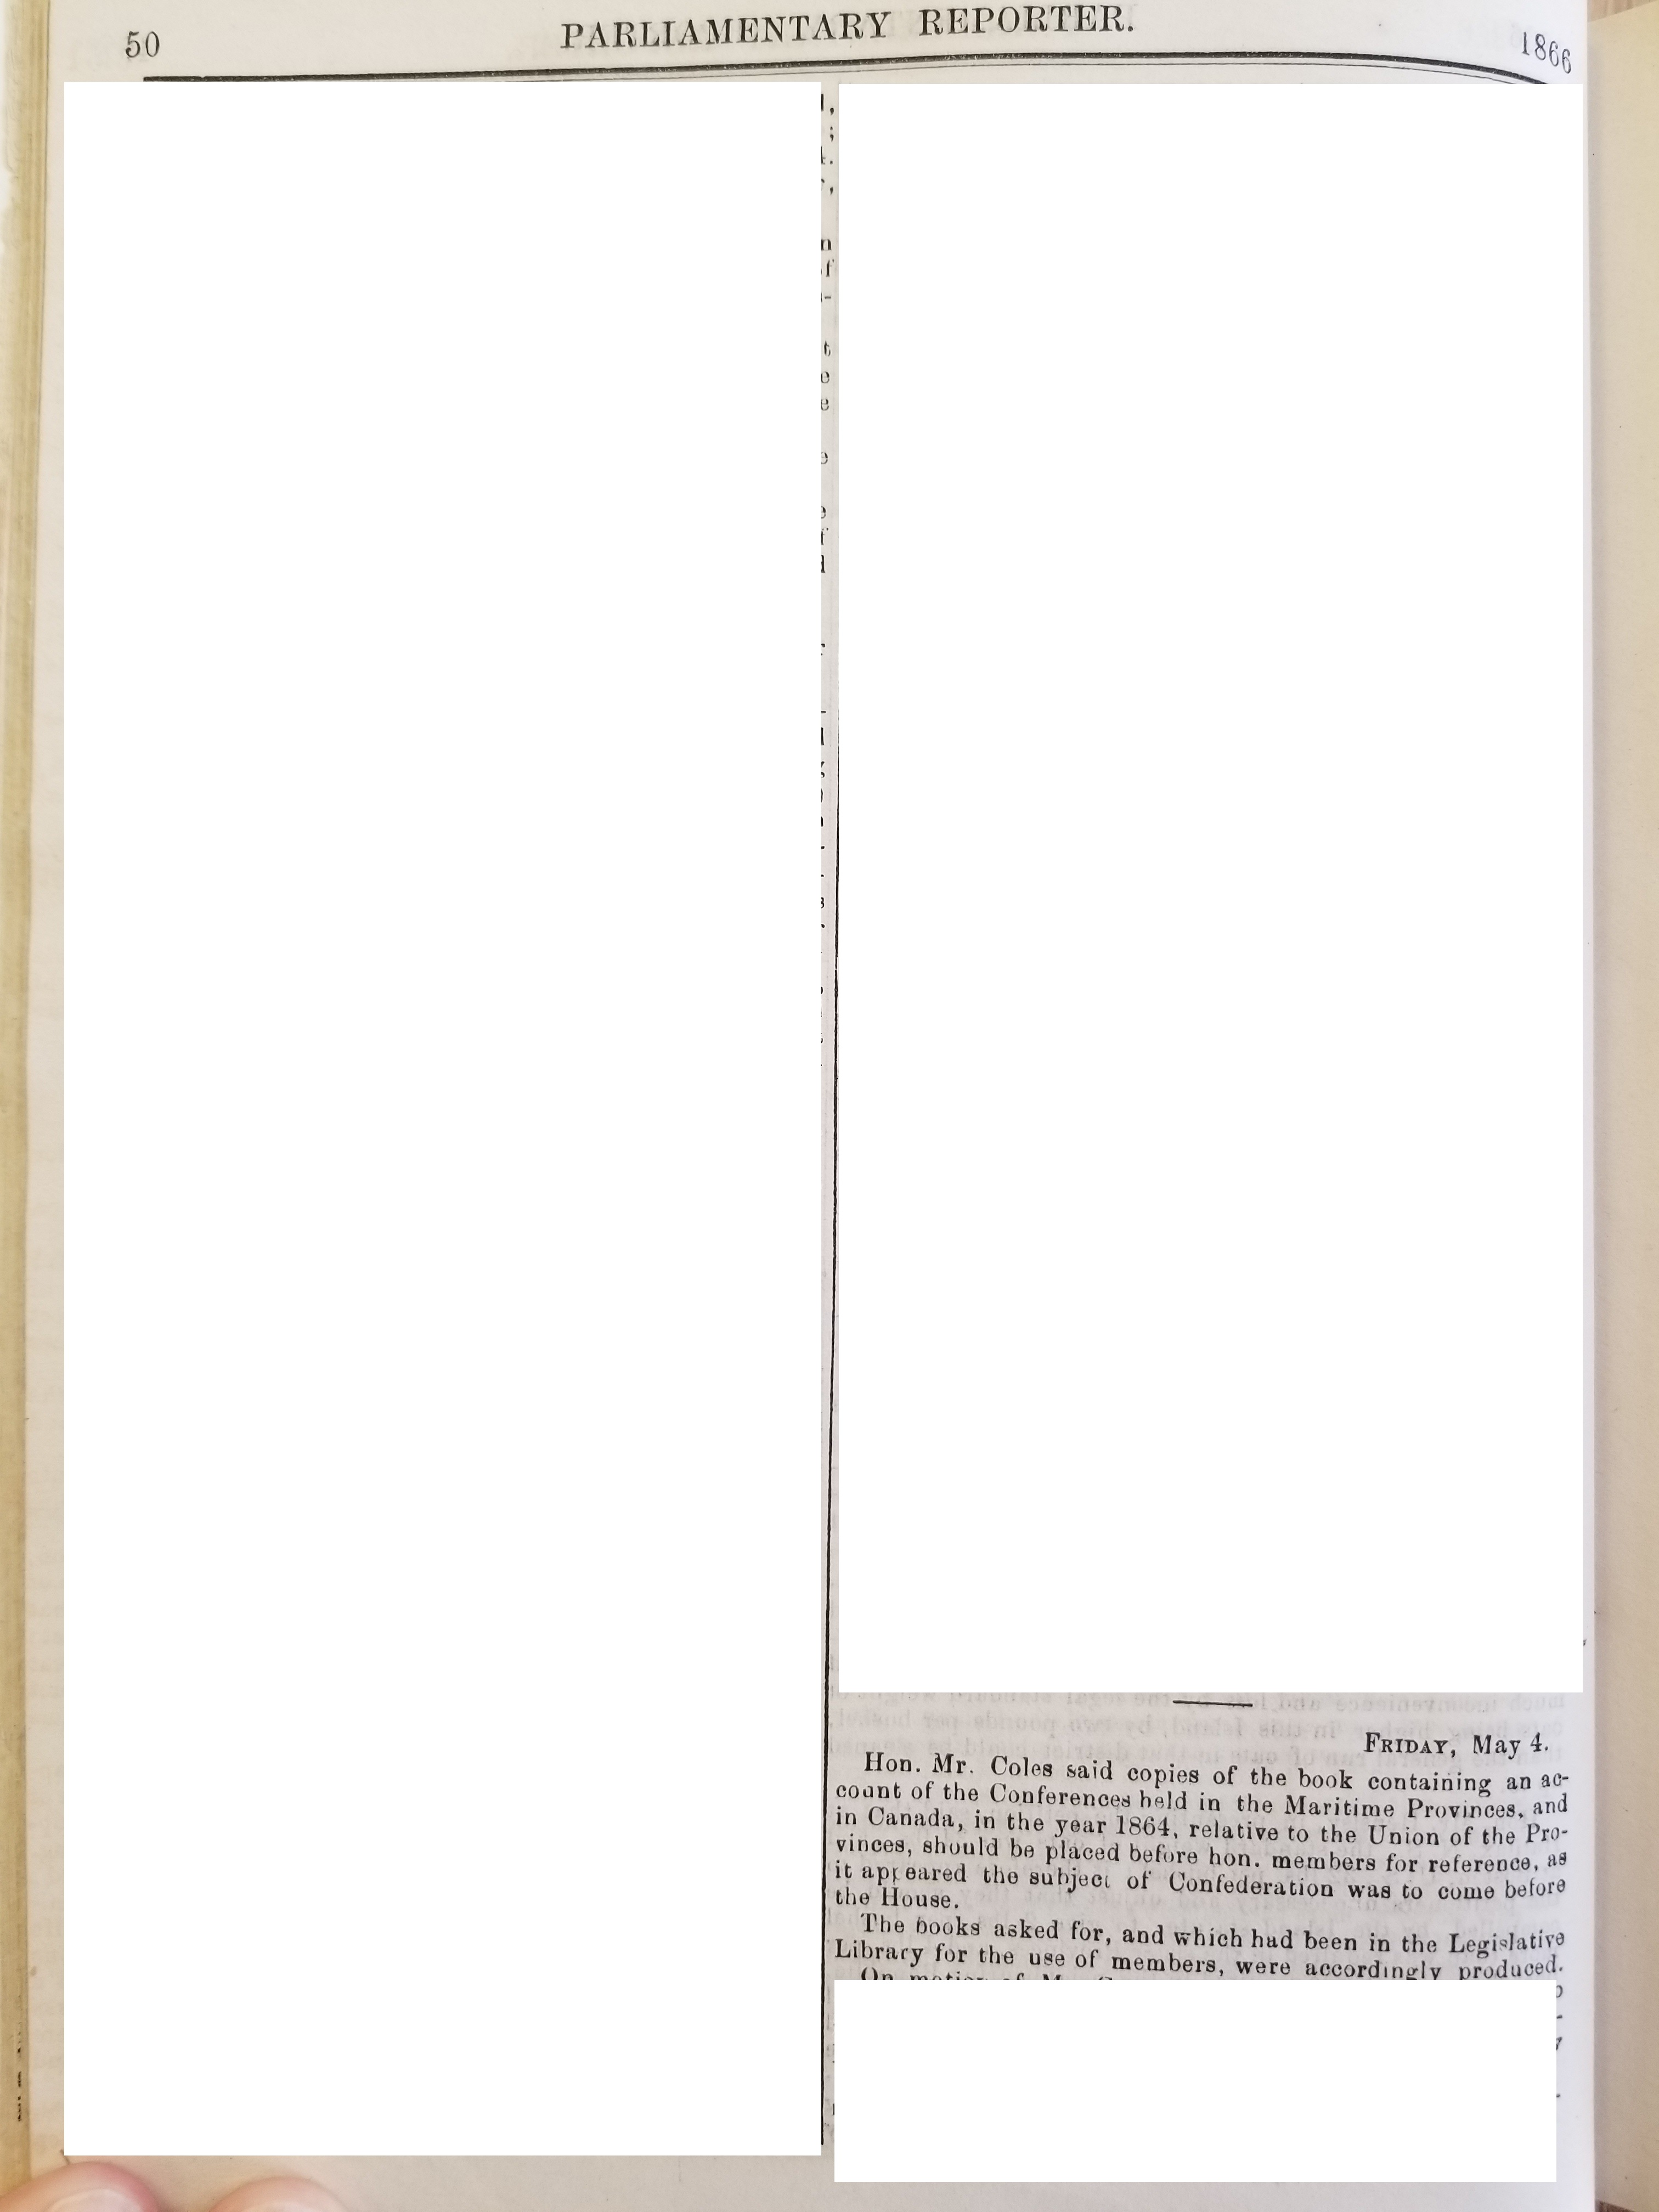 50
PARLIAMENTARY REPORTER.
1866
FRIDAY, May 4.
Hon. Mr. Coles said copies of the book containing an ac-
count of the Conferences held in the Maritime Provinces, and
in Canada, in the year 1864, relative to the Union of the Pro-
vinces, should be placed before hon. members for reference, as
it appeared the subject of Confederation was to come before
the House.
The books asked for, and which had been in the Legislative
Library for the use of members, were accordingly produced.